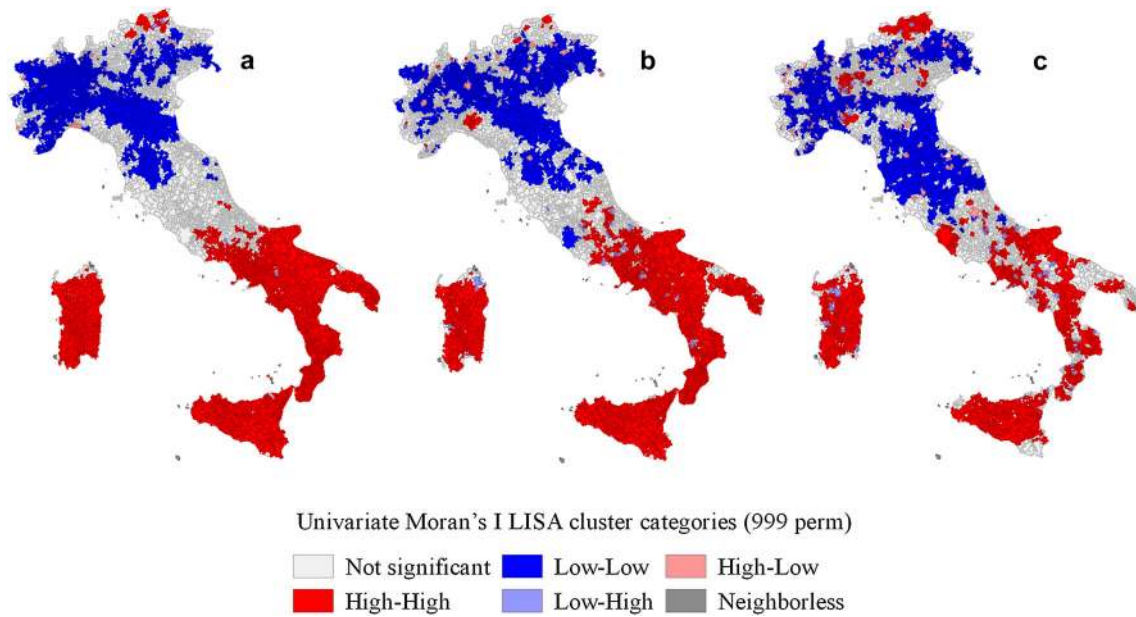 a
b
c
Univariate Moran's I LISA cluster categories (999 perm)
Not significant Low-Low High-Low
High-High Low-High Neighborless